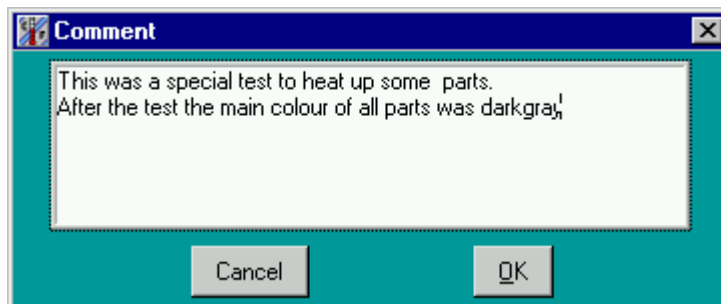 Comment
This was a special test to heat up some  parts.
After the test the main colour of all parts was darkgray
Cancel
OK